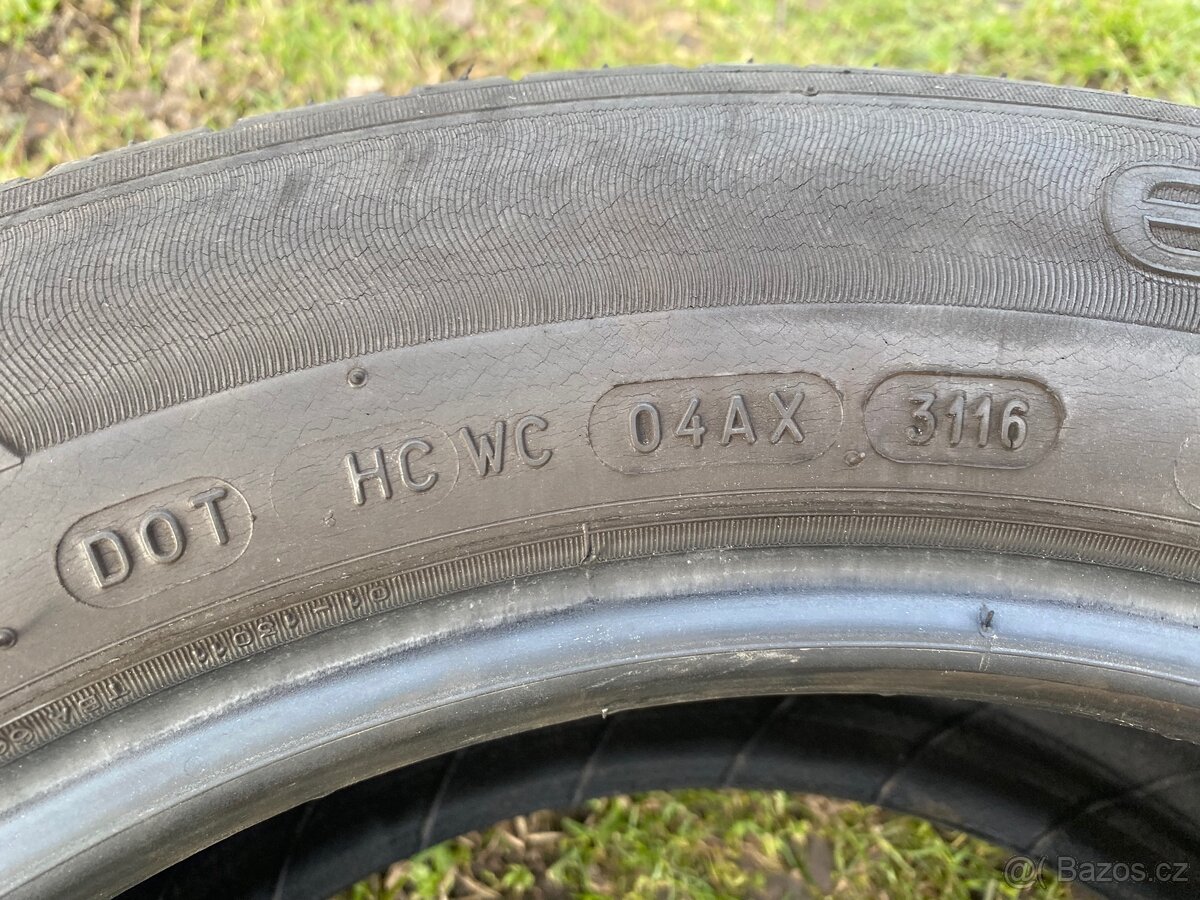 DOT HC WC 04AX 3116
@ Bazos.cz